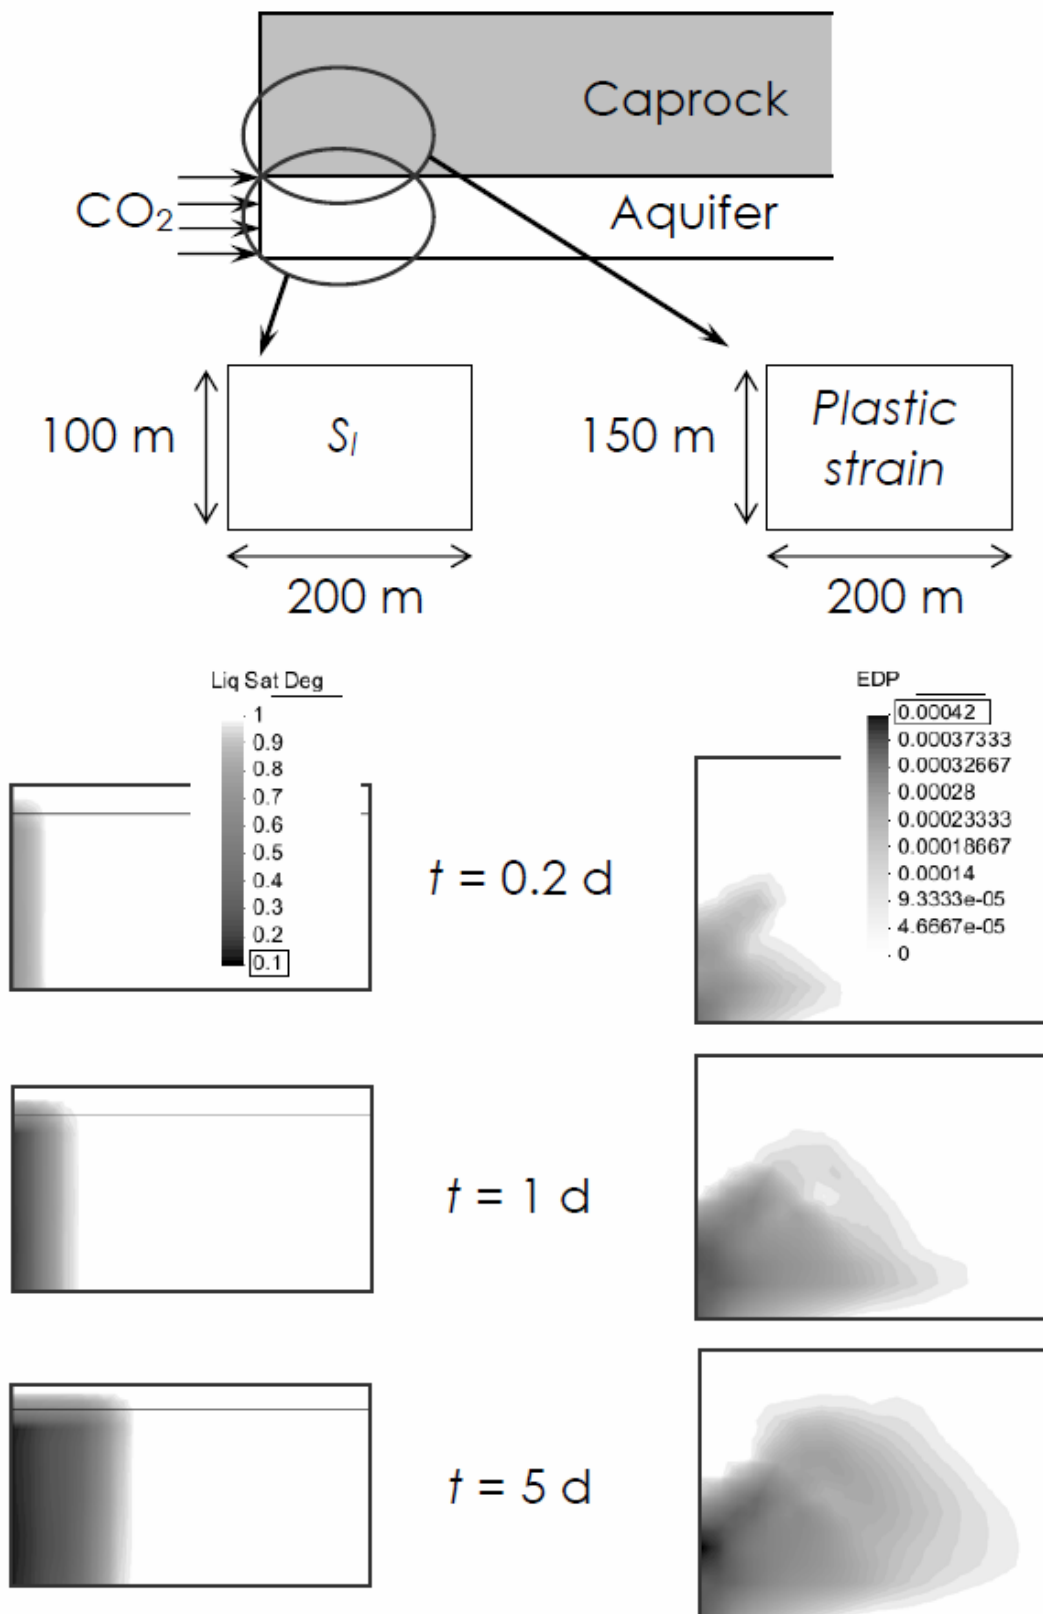 Caprock
CO2
Aquifer
100 m
Sl
150 m
Plastic
strain
200 m
200 m
Liq Sat Deg
1
0.9
0.8
0.7
0.6
0.5
0.4
0.3
0.2
0.1
EDP
0.00042
0.00037333
0.00032667
0.00028
0.00023333
0.00018667
0.00014
9.3333e-05
4.6667e-05
0
t = 0.2 d
t = 1 d
t = 5 d